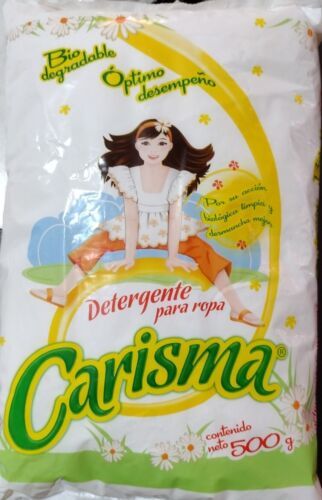 Bio
degradable
Óptimo
desempeño
Por su acción
biológica limpia y
desmancha mejor
Detergente
para ropa
Carisma®
contenido
neto 500 g